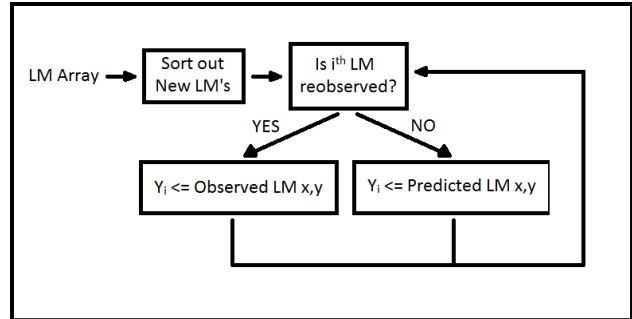 LM Array
Sort out
New LM's
Is iᵗʰ LM
reobserved?
YES
NO
Yᵢ <= Observed LM x,y
Yᵢ <= Predicted LM x,y